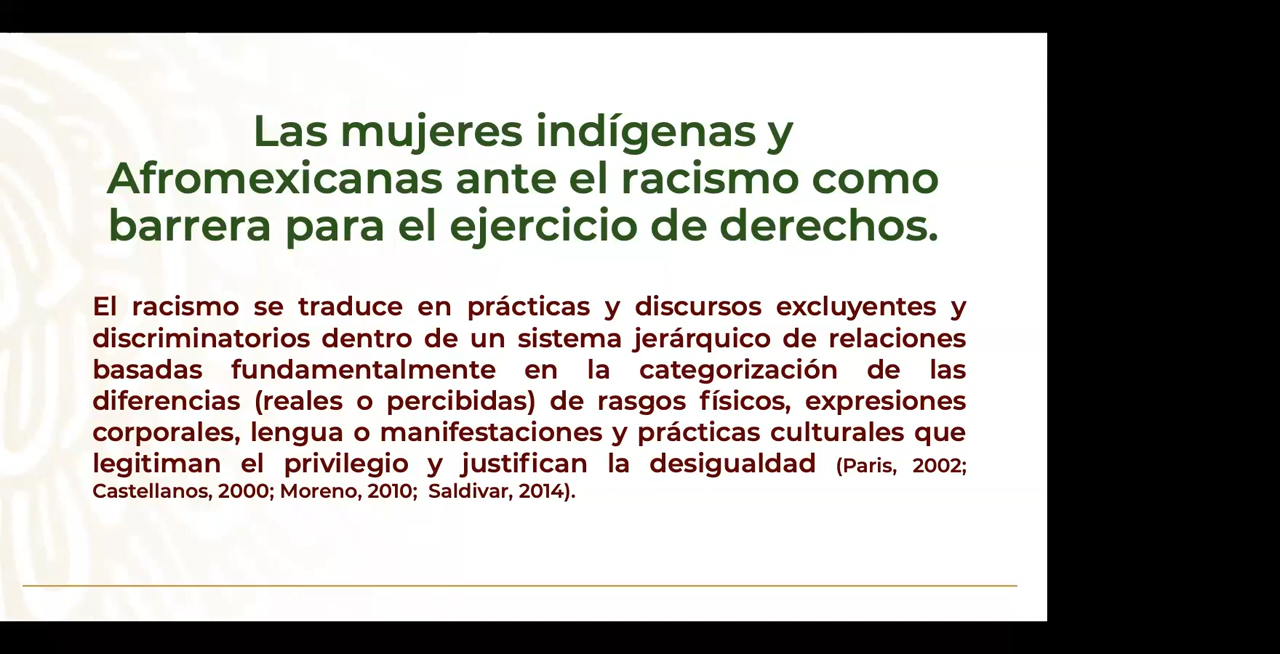 Las mujeres indígenas y
Afromexicanas ante el racismo como
barrera para el ejercicio de derechos.
El racismo se traduce en prácticas y discursos excluyentes y
discriminatorios dentro de un sistema jerárquico de relaciones
basadas fundamentalmente en la categorización de las
diferencias (reales o percibidas) de rasgos físicos, expresiones
corporales, lengua o manifestaciones y prácticas culturales que
legitiman el privilegio y justifican la desigualdad (Paris, 2002;
Castellanos, 2000; Moreno, 2010; Saldivar, 2014).